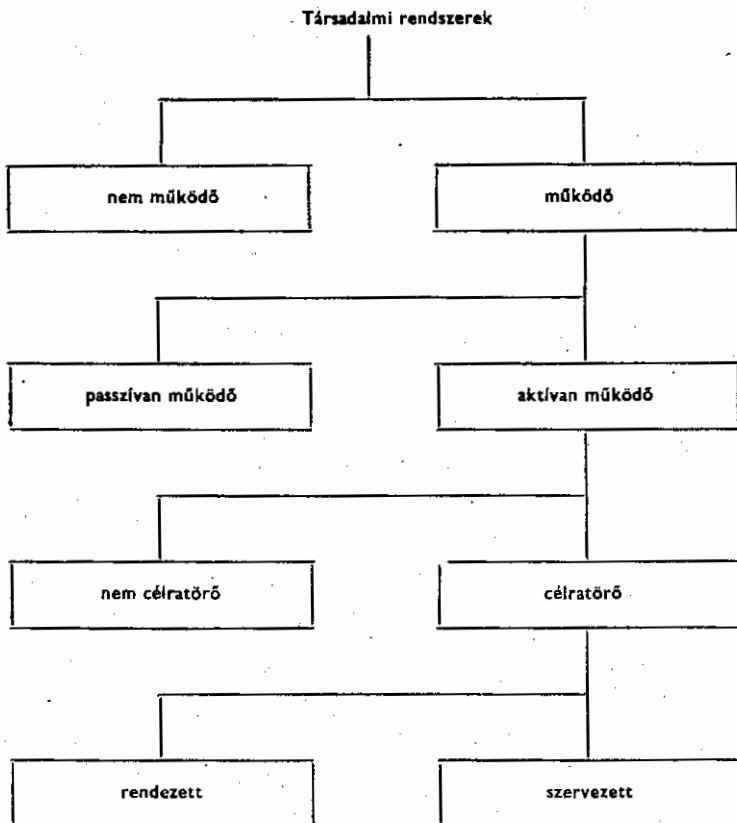 Társadalmi rendszerek
nem működő
működő
passzívan működő
aktívan működő
nem célratörő
célratörő
rendezett
szervezett